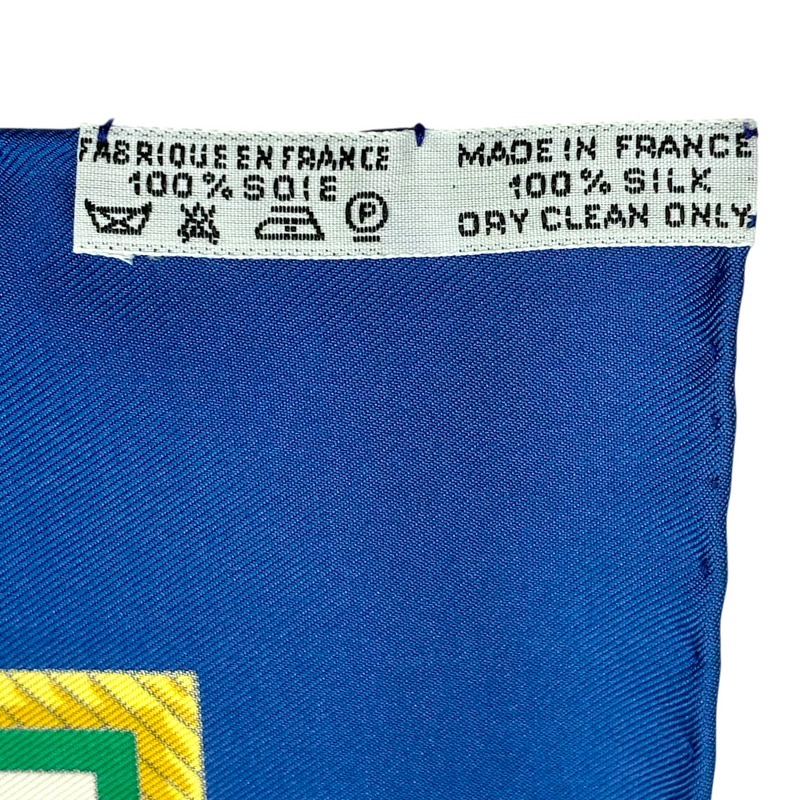 FABRIQUE EN FRANCE
100% SOIE
P
MADE IN FRANCE
100% SILK
DRY CLEAN ONLY